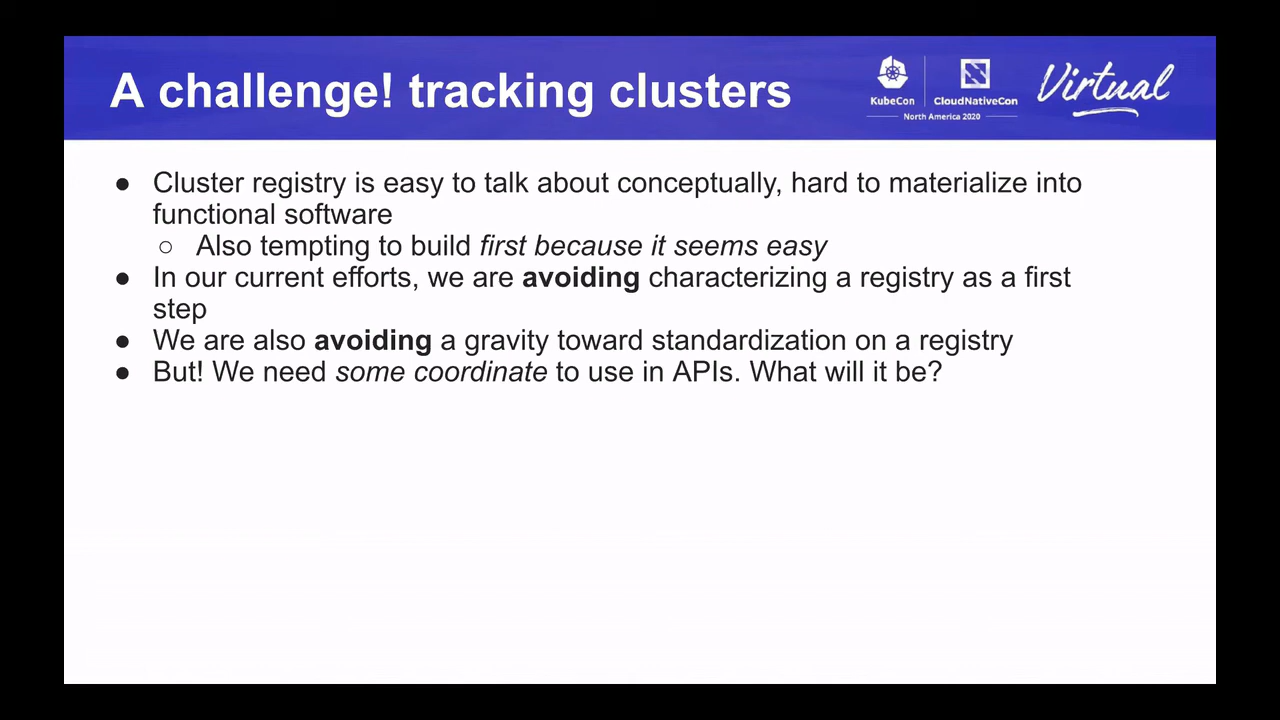 A challenge! tracking clusters
KubeCon
CloudNativeCon
North America 2020
Virtual
● Cluster registry is easy to talk about conceptually, hard to materialize into
functional software
○ Also tempting to build first because it seems easy
● In our current efforts, we are avoiding characterizing a registry as a first
step
● We are also avoiding a gravity toward standardization on a registry
● But! We need some coordinate to use in APIs. What will it be?